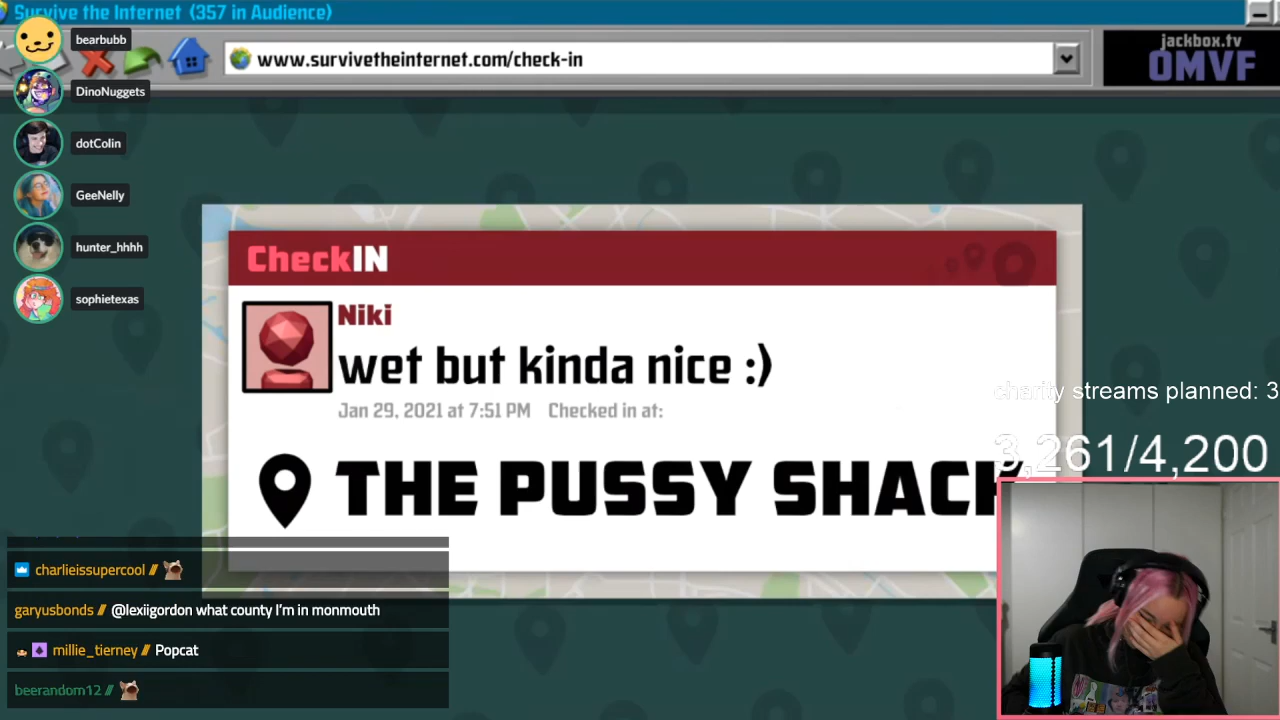 Survive the Internet (357 in Audience)
www.survivetheinternet.com/check-in
jackbox.tv
OMVF
bearbubb
DinoNuggets
dotColin
GeeNelly
hunter_hhhh
sophietexas
CheckIN
Niki
wet but kinda nice :)
Jan 29, 2021 at 7:51 PM Checked in at:
THE PUSSY SHACK
charity streams planned: 3
3,261/4,200
charlieissupercool //
garyusbonds // @lexiigordon what county I'm in monmouth
millie_tierney // Popcat
beerandom12 //